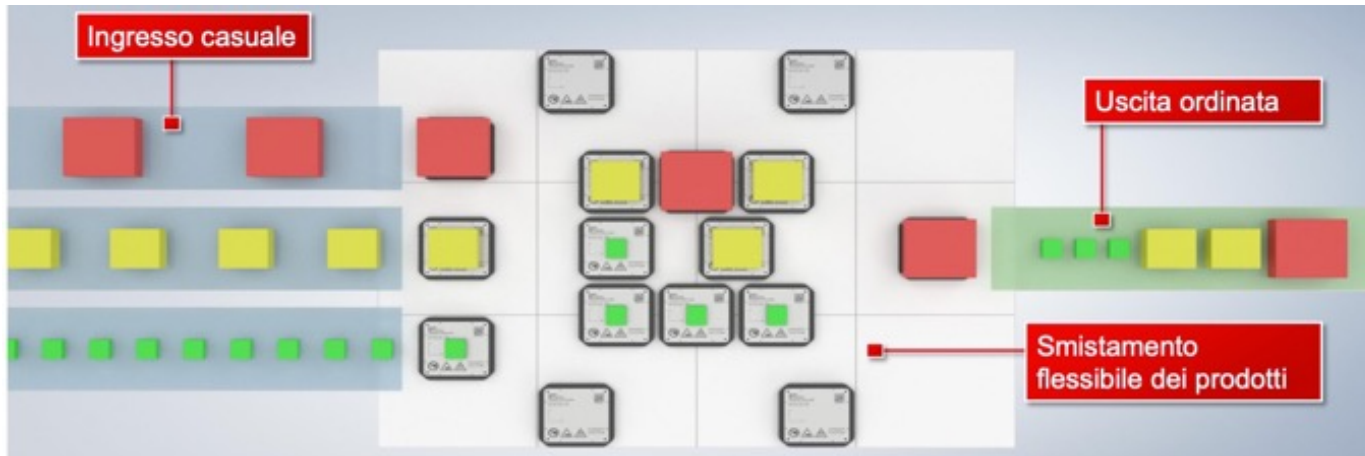 Ingresso casuale
Uscita ordinata
Smistamento
flessibile dei prodotti